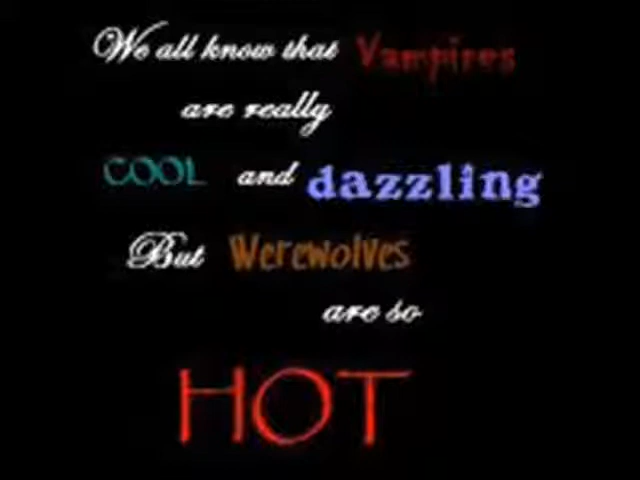 We all know that Vampires
are really
COOL and dazzling
But Werewolves
are so
HOT